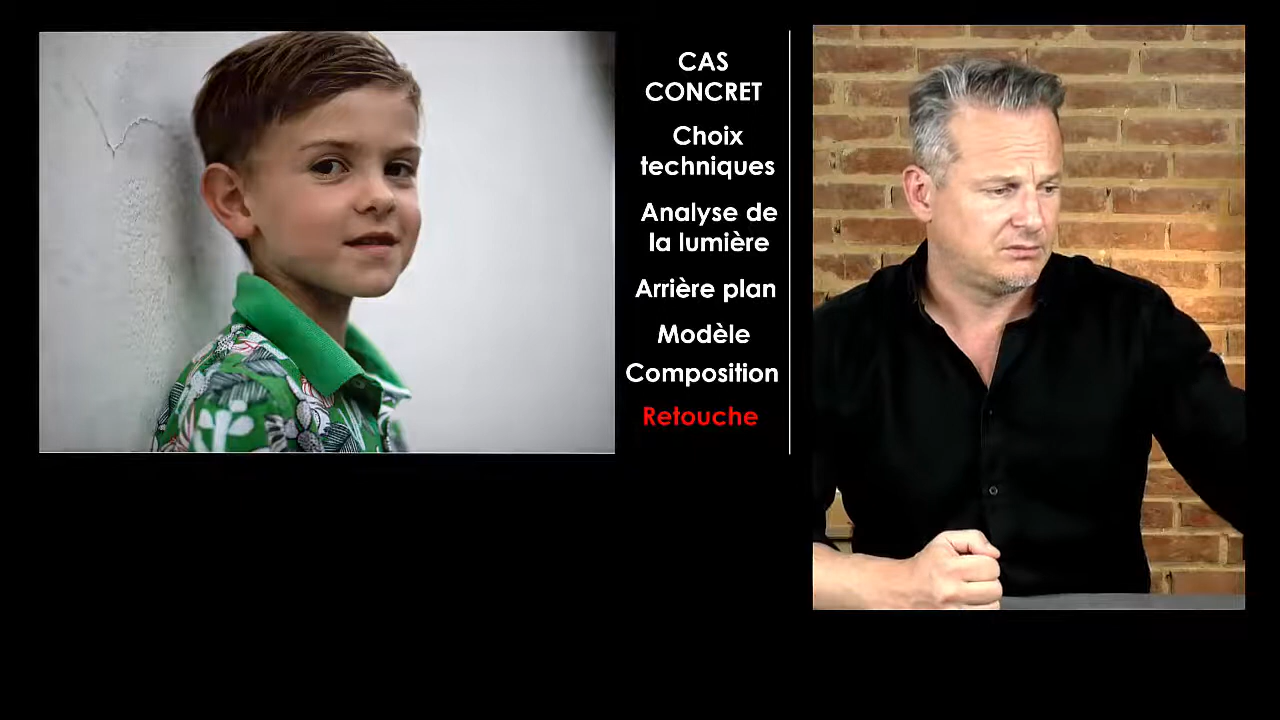 CAS
CONCRET
Choix
techniques
Analyse de
la lumière
Arrière plan
Modèle
Composition
Retouche